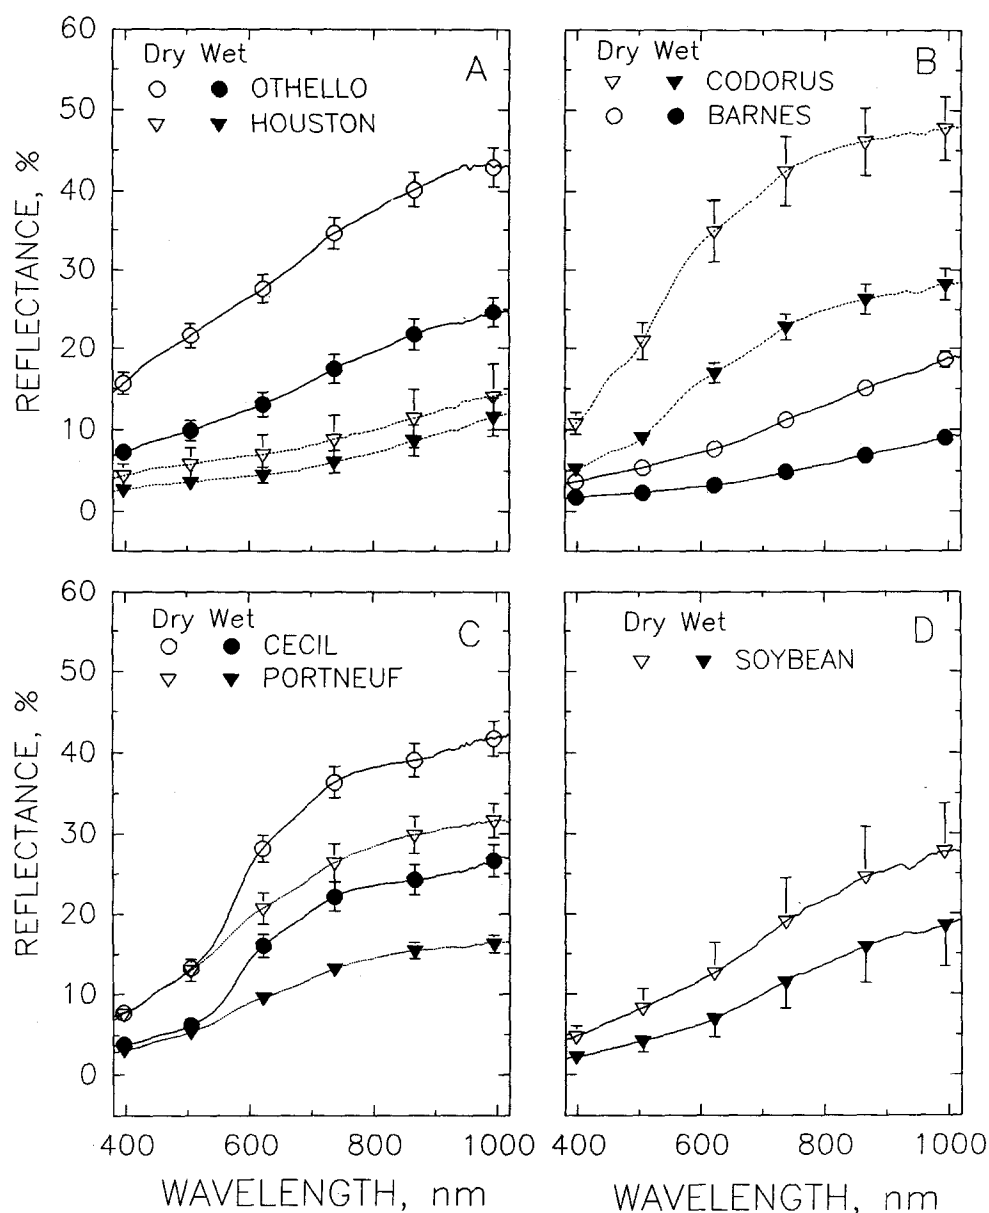 60
50
40
30
20
10
0
REFLECTANCE, %
Dry Wet
OTHELLO
HOUSTON
A
Dry Wet
CODORUS
BARNES
B
60
50
40
30
20
10
0
REFLECTANCE, %
Dry Wet
CECIL
PORTNEUF
C
Dry Wet
SOYBEAN
D
400 600 800 1000
400 600 800 1000
WAVELENGTH, nm
WAVELENGTH, nm